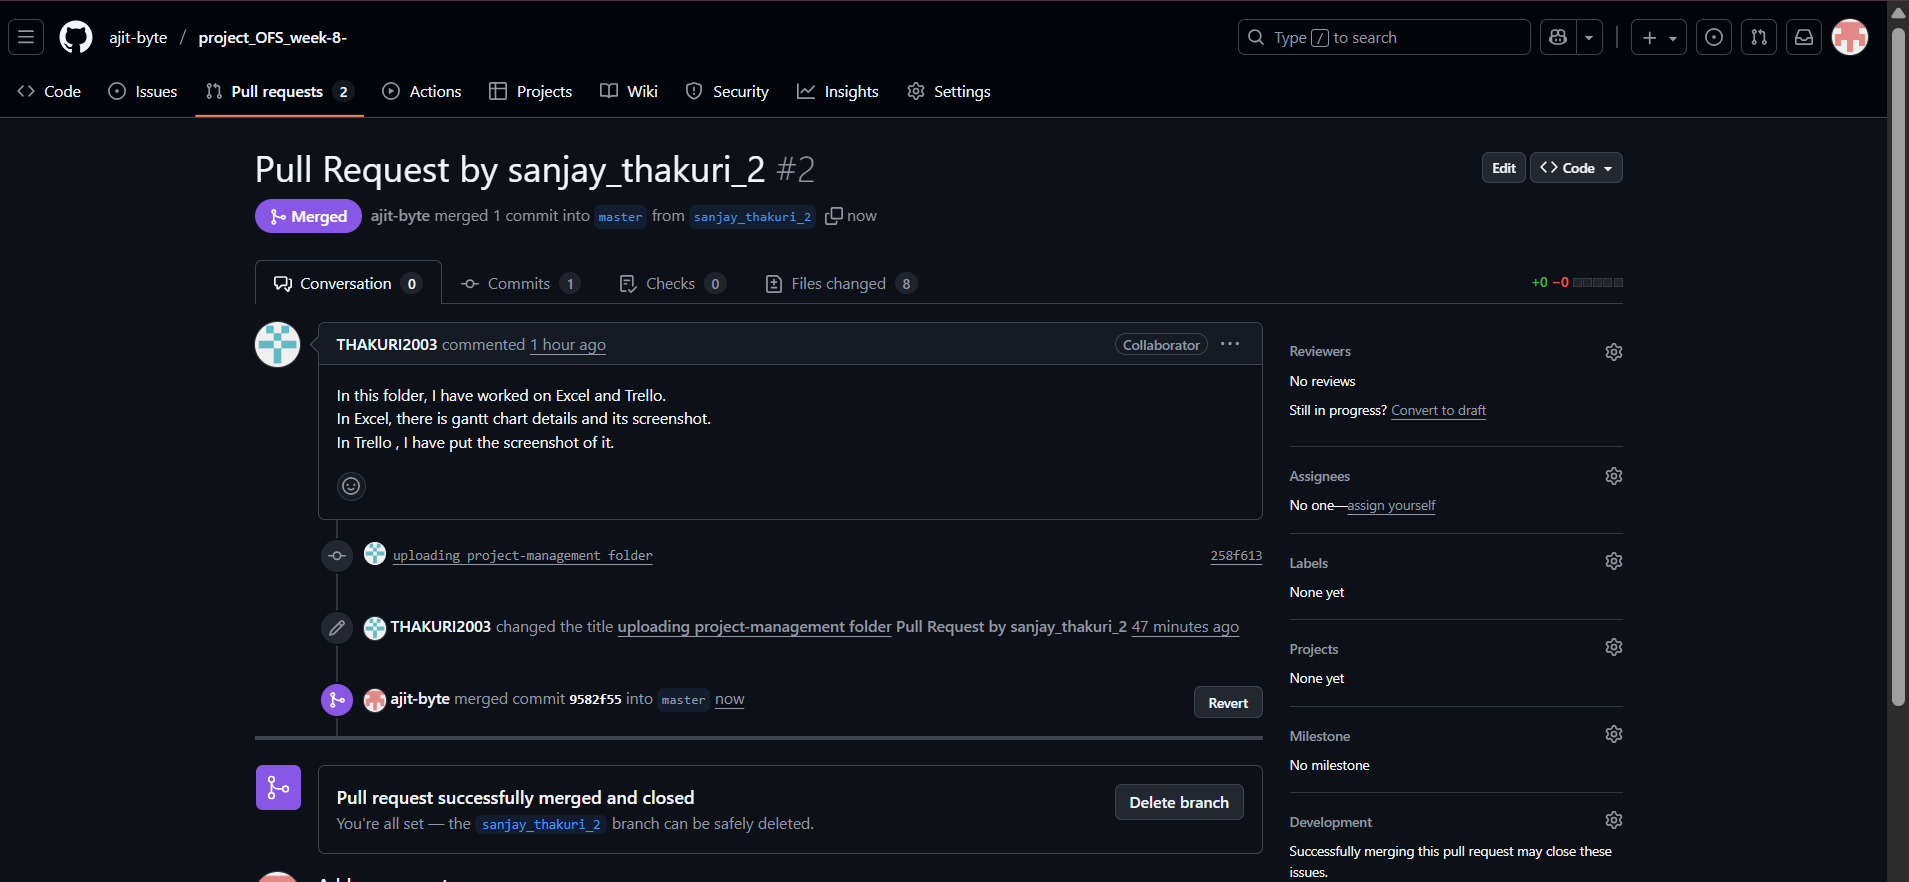 ajit-byte / project_OFS_week-8-
Type / to search
Code
Issues
Pull requests 2
Actions
Projects
Wiki
Security
Insights
Settings
Pull Request by sanjay_thakuri_2 #2
Edit
<> Code
Merged
ajit-byte merged 1 commit into master from sanjay_thakuri_2 now
Conversation 0
Commits 1
Checks 0
Files changed 8
+0 −0
THAKURI2003 commented 1 hour ago
Collaborator
In this folder, I have worked on Excel and Trello.
In Excel, there is gantt chart details and its screenshot.
In Trello , I have put the screenshot of it.
uploading project-management folder
258f613
THAKURI2003 changed the title uploading project-management folder Pull Request by sanjay_thakuri_2 47 minutes ago
ajit-byte merged commit 9582f55 into master now
Revert
Pull request successfully merged and closed
You're all set — the sanjay_thakuri_2 branch can be safely deleted.
Delete branch
Reviewers
No reviews
Still in progress? Convert to draft
Assignees
No one—assign yourself
Labels
None yet
Projects
None yet
Milestone
No milestone
Development
Successfully merging this pull request may close these
issues.